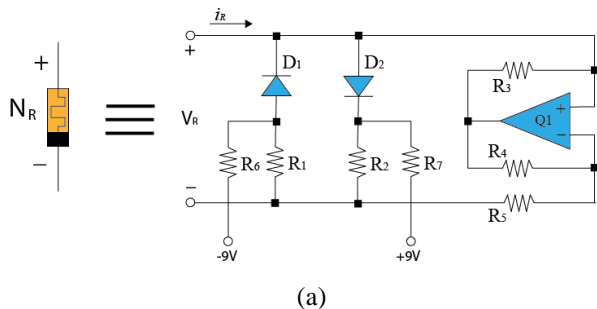 i_R
+
+
D₁
D₂
R₃
N_R
V_R
Q1
+
−
R₆
R₁
R₂
R₇
R₄
−
−
R₅
-9V
+9V
(a)